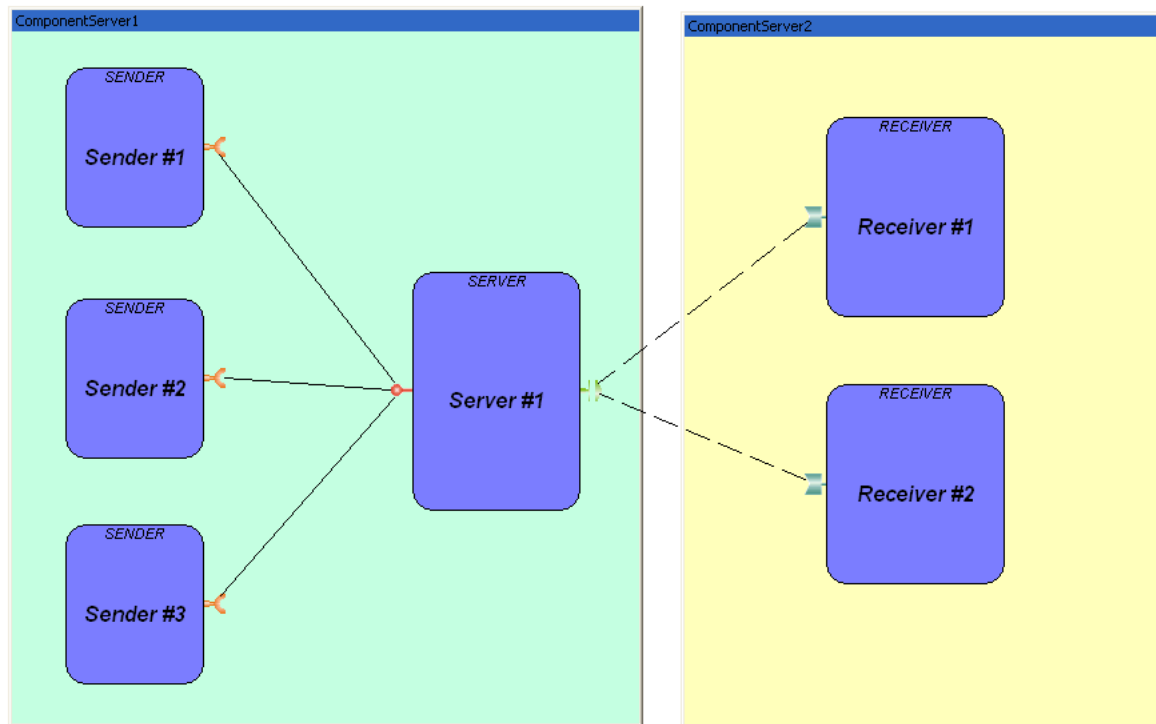 ComponentServer1
SENDER
Sender #1
SENDER
Sender #2
SENDER
Sender #3
SERVER
Server #1
ComponentServer2
RECEIVER
Receiver #1
RECEIVER
Receiver #2